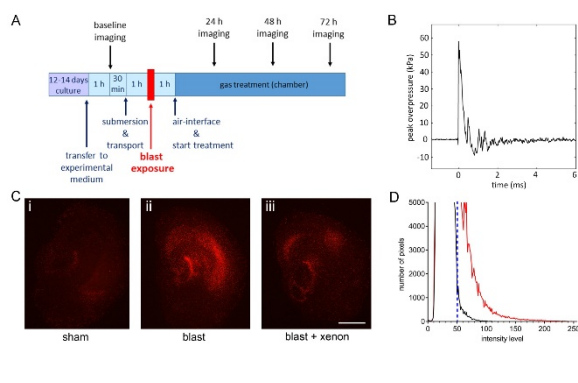 A
baseline
imaging
24 h
imaging
48 h
imaging
72 h
imaging
12-14 days
culture
1 h
30
min
1 h
1 h
gas treatment (chamber)
submersion
&
transport
air-interface
&
start treatment
transfer to
experimental
medium
blast
exposure
B
peak overpressure (kPa)
60
50
40
30
20
10
0
-10
0
2
4
6
time (ms)
C
i
ii
iii
sham
blast
blast + xenon
D
number of pixels
5000
4000
3000
2000
1000
0
0
50
100
150
200
250
intensity level